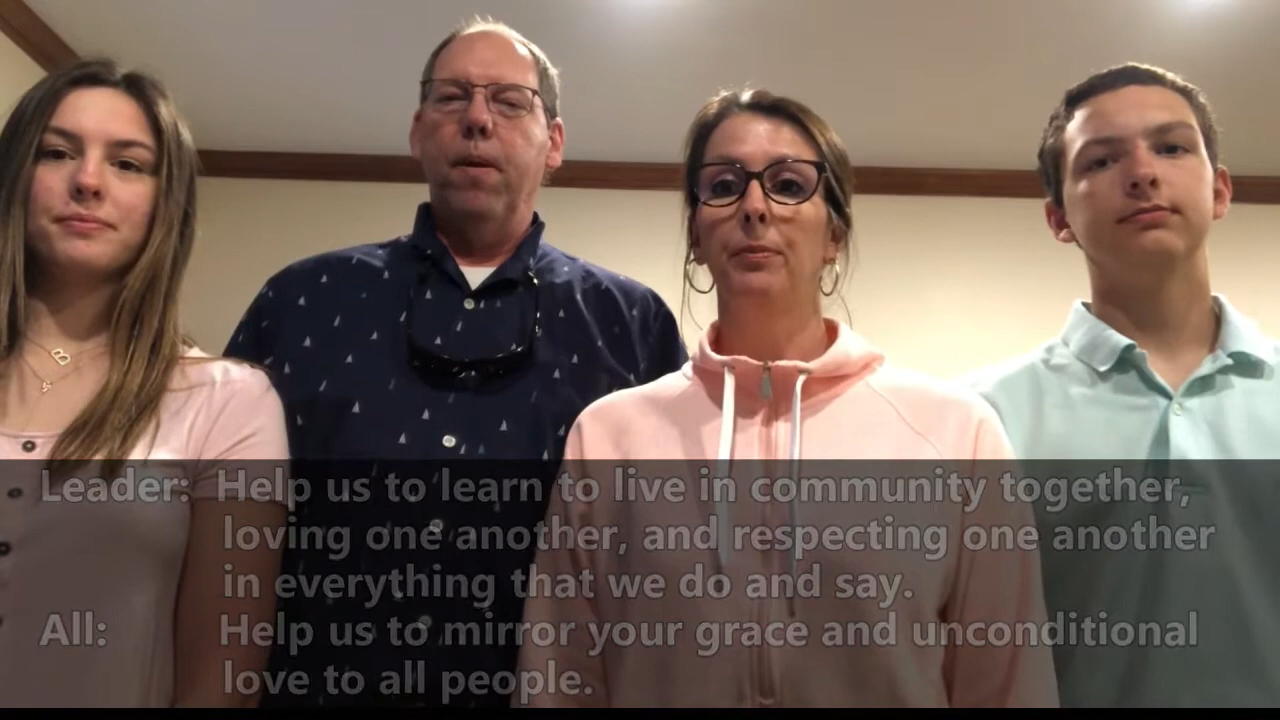 B
Leader: Help us to learn to live in community together,
loving one another, and respecting one another
in everything that we do and say.
All: Help us to mirror your grace and unconditional
love to all people.